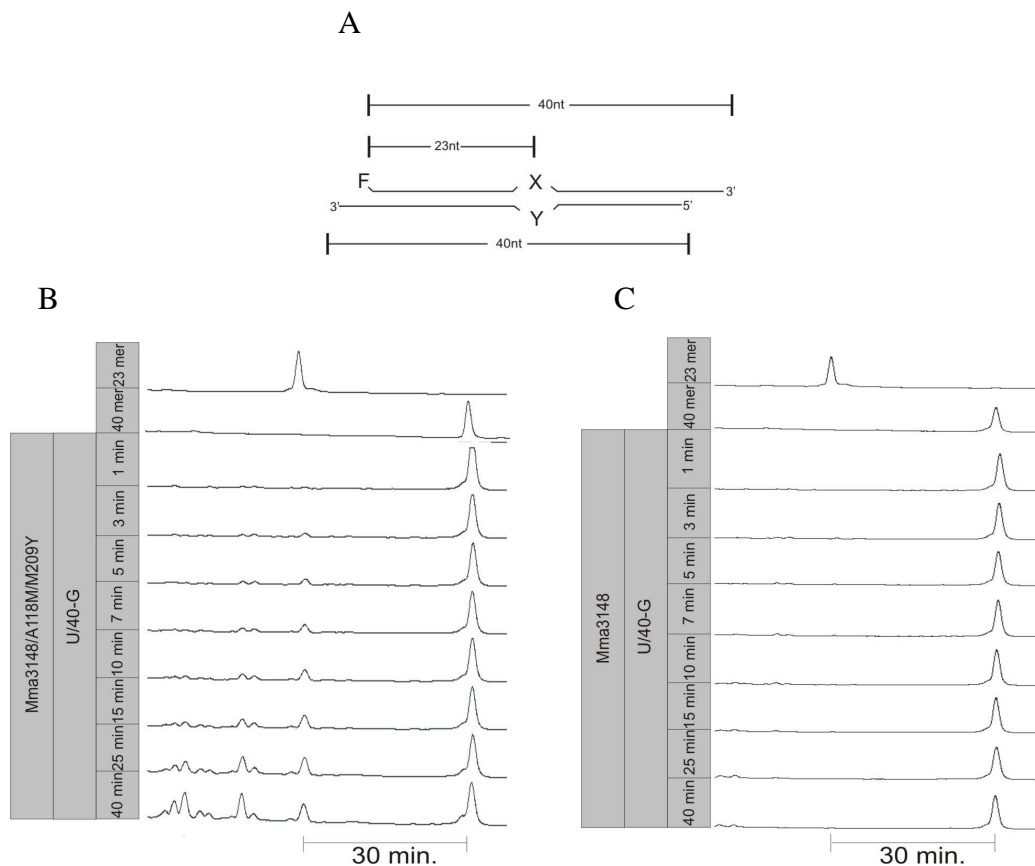 A
40nt
23nt
F
X
3'
3'
Y
5'
40nt
B
C
Mma3148/A118M/M209Y
U/40-G
23 mer
40 mer
1 min
3 min
5 min
7 min
10 min
15 min
25 min
40 min
30 min.
Mma3148
U/40-G
23 mer
40 mer
1 min
3 min
5 min
7 min
10 min
15 min
25 min
40 min
30 min.